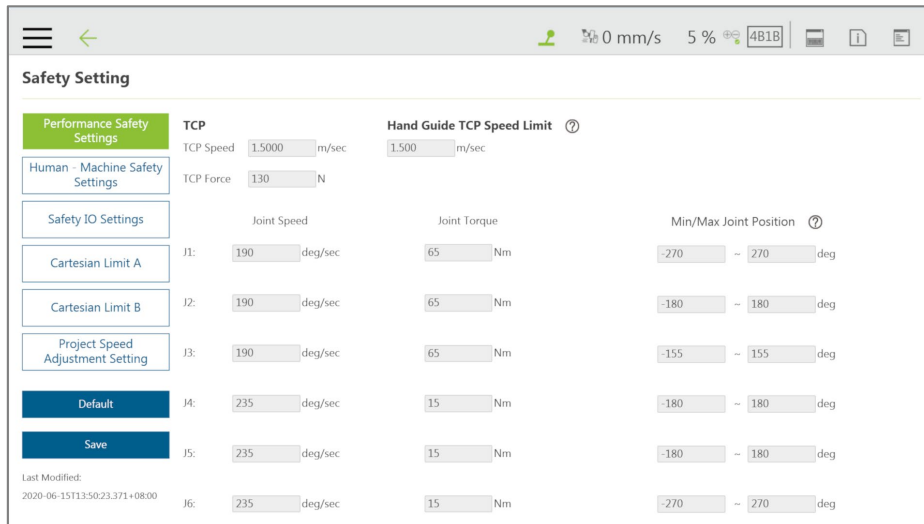 0 mm/s 5 % 4B1B
Safety Setting
Performance Safety
Settings
Human - Machine Safety
Settings
Safety IO Settings
Cartesian Limit A
Cartesian Limit B
Project Speed
Adjustment Setting
Default
Save
Last Modified:
2020-06-15T13:50:23.371+08:00
TCP
TCP Speed 1.5000 m/sec
TCP Force 130 N
Hand Guide TCP Speed Limit ?
1.500 m/sec
Joint Speed Joint Torque Min/Max Joint Position ?
J1: 190 deg/sec 65 Nm -270 ~ 270 deg
J2: 190 deg/sec 65 Nm -180 ~ 180 deg
J3: 190 deg/sec 65 Nm -155 ~ 155 deg
J4: 235 deg/sec 15 Nm -180 ~ 180 deg
J5: 235 deg/sec 15 Nm -180 ~ 180 deg
J6: 235 deg/sec 15 Nm -270 ~ 270 deg